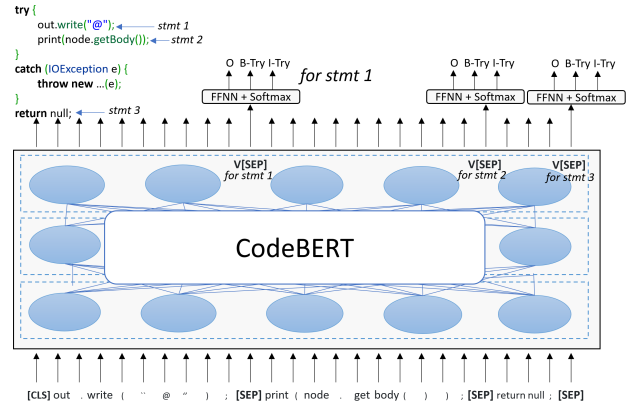 try {
out.write("@");
stmt 1
print(node.getBody());
stmt 2
}
catch (IOException e) {
throw new ...(e);
}
return null;
stmt 3
O B-Try I-Try
FFNN + Softmax
for stmt 1
O B-Try I-Try
FFNN + Softmax
O B-Try I-Try
FFNN + Softmax
V[SEP]
for stmt 1
V[SEP]
for stmt 2
V[SEP]
for stmt 3
CodeBERT
[CLS] out . write ( `` @ “ ) ; [SEP] print ( node . get body ( ) ) ; [SEP] return null ; [SEP]